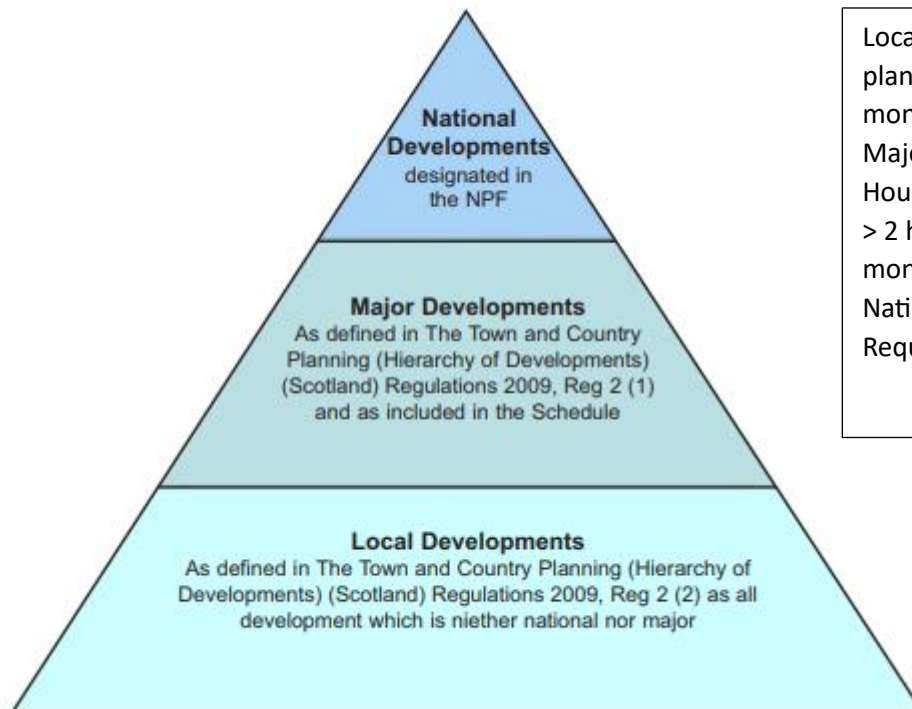 National
Developments
designated in
the NPF
Major Developments
As defined in The Town and Country
Planning (Hierarchy of Developments)
(Scotland) Regulations 2009, Reg 2 (1)
and as included in the Schedule
Local Developments
As defined in The Town and Country Planning (Hierarchy of
Developments) (Scotland) Regulations 2009, Reg 2 (2) as all
development which is niether national nor major
Loca
plan
mon
Majo
Hou
> 2 h
mon
Nati
Requ